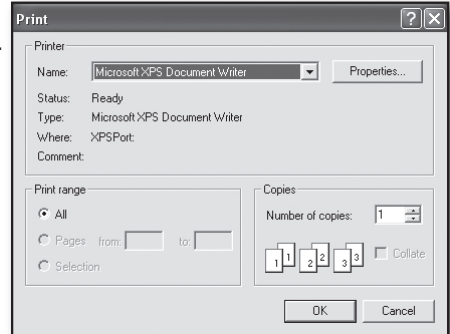 Print
Printer
Name: Microsoft XPS Document Writer Properties...
Status: Ready
Type: Microsoft XPS Document Writer
Where: XPSPort:
Comment:
Print range
All
Pages from: to:
Selection
Copies
Number of copies: 1
1 1 2 2 3 3 Collate
OK Cancel